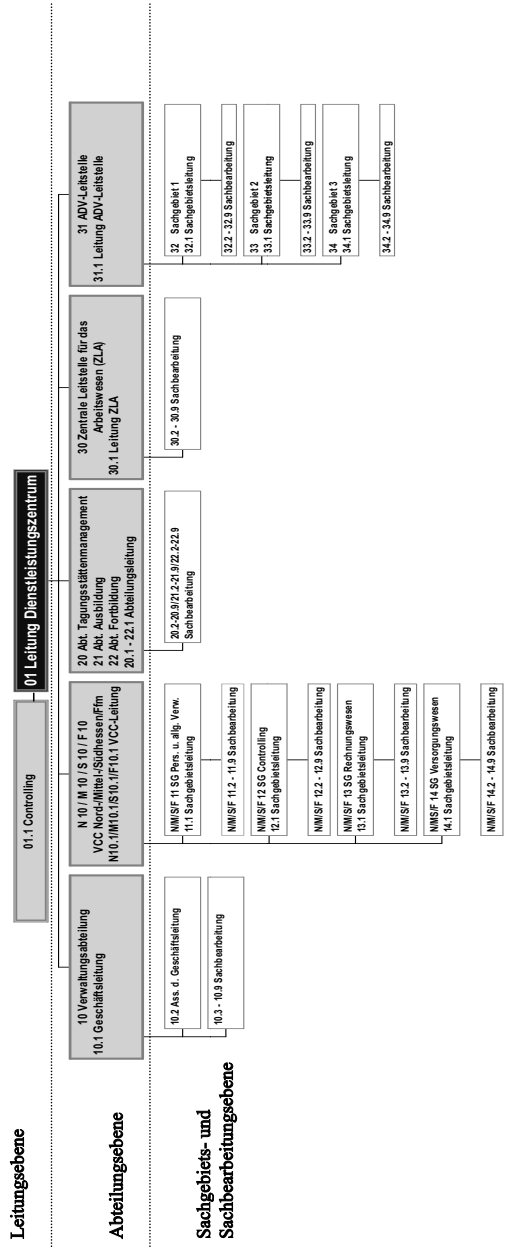 Leitungsebene
01.1 Controlling
01 Leitung Dienstleistungszentrum
Abteilungsebene
10 Verwaltungsabteilung
10.1 Geschäftsleitung
N 10 / M 10 / S 10 / F 10
VCC Nord-/Mittel-/Südhessen/Ffm
N10.1/M10.1/S10.1/F10.1 VCC-Leitung
20 Abt. Tagungsstättenmanagement
21 Abt. Ausbildung
22 Abt. Fortbildung
20.1 - 22.1 Abteilungsleitung
30 Zentrale Leitstelle für das
Arbeitswesen (ZLA)
30.1 Leitung ZLA
31 ADV-Leitstelle
31.1 Leitung ADV-Leitstelle
Sachgebiets- und
Sachbearbeitungsebene
10.2 Ass. d. Geschäftsleitung
10.3 - 10.9 Sachbearbeitung
N/M/S/F 11 SG Pers. u. allg. Verw.
11.1 Sachgebietsleitung
N/M/S/F 11.2 - 11.9 Sachbearbeitung
N/M/S/F 12 SG Controlling
12.1 Sachgebietsleitung
N/M/S/F 12.2 - 12.9 Sachbearbeitung
N/M/S/F 13 SG Rechnungswesen
13.1 Sachgebietsleitung
N/M/S/F 13.2 - 13.9 Sachbearbeitung
N/MS/F 14 SG Versorgungswesen
14.1 Sachgebietsleitung
N/M/S/F 14.2 - 14.9 Sachbearbeitung
20.2-20.9/21.2-21.9/22.2-22.9
Sachbearbeitung
30.2 - 30.9 Sachbearbeitung
32 Sachgebiet 1
32.1 Sachgebietsleitung
32.2 - 32.9 Sachbearbeitung
33 Sachgebiet 2
33.1 Sachgebietsleitung
33.2 - 33.9 Sachbearbeitung
34 Sachgebiet 3
34.1 Sachgebietsleitung
34.2 - 34.9 Sachbearbeitung